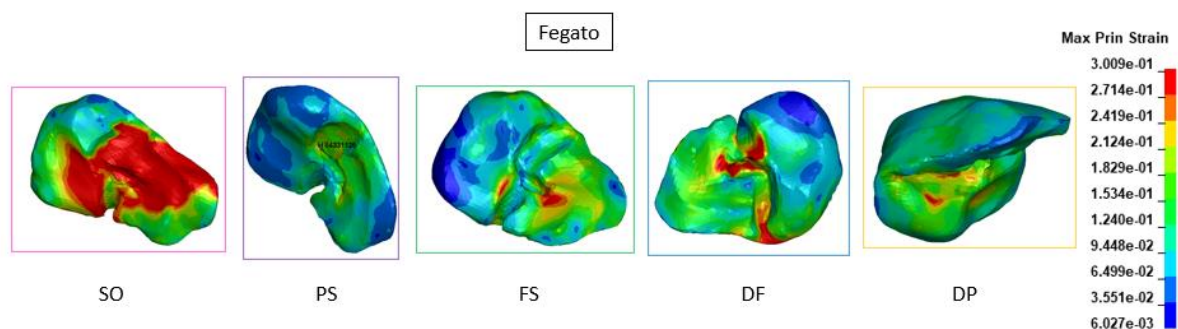 Fegato
Max Prin Strain
3.009e-01
2.714e-01
2.419e-01
2.124e-01
1.829e-01
1.534e-01
1.240e-01
9.448e-02
6.499e-02
3.551e-02
6.027e-03
SO
PS
FS
DF
DP